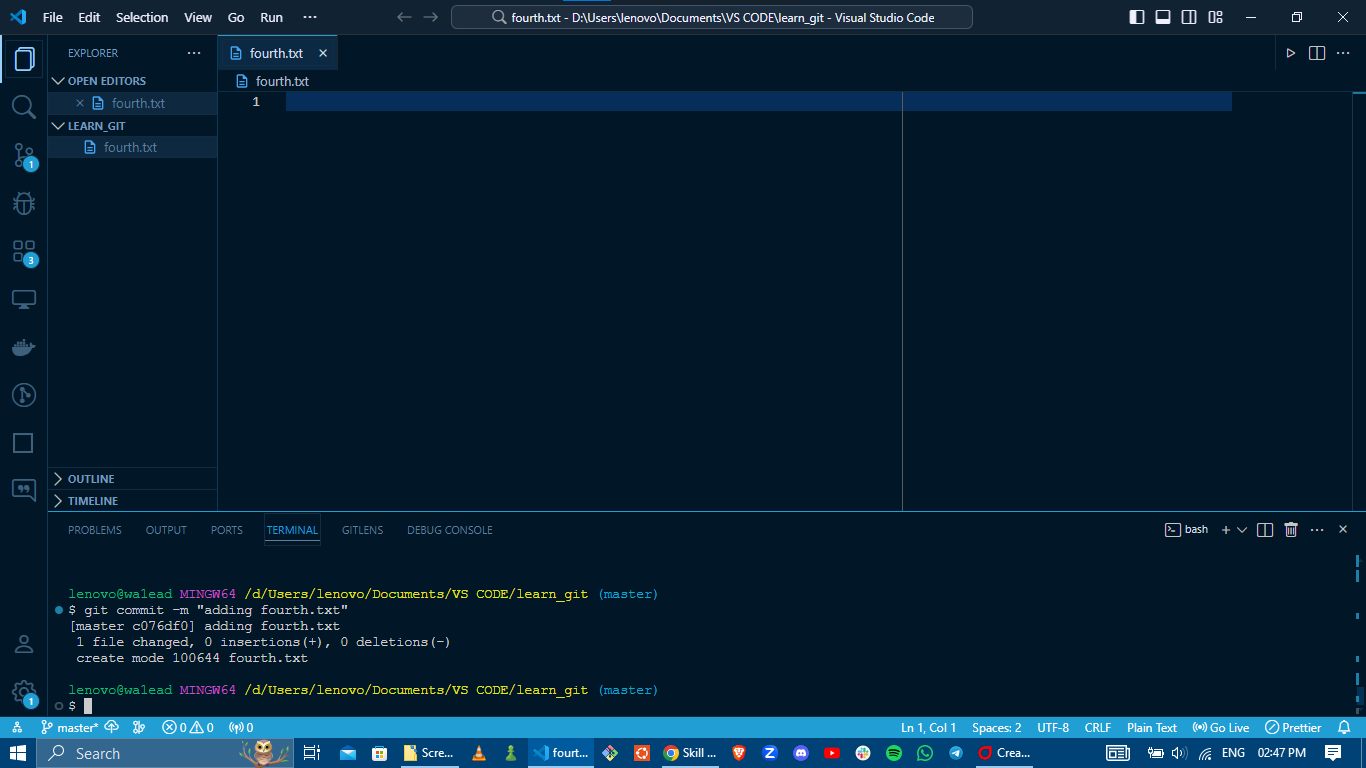 File Edit Selection View Go Run ···
fourth.txt - D:\Users\lenovo\Documents\VS CODE\learn_git - Visual Studio Code
EXPLORER
OPEN EDITORS
fourth.txt
LEARN_GIT
fourth.txt
OUTLINE
TIMELINE
1
3
1
fourth.txt
fourth.txt
1
PROBLEMS OUTPUT PORTS TERMINAL GITLENS DEBUG CONSOLE
bash
lenovo@wa1ead MINGW64 /d/Users/lenovo/Documents/VS CODE/learn_git (master)
$ git commit -m "adding fourth.txt"
[master c076df0] adding fourth.txt
1 file changed, 0 insertions(+), 0 deletions(-)
create mode 100644 fourth.txt
lenovo@wa1ead MINGW64 /d/Users/lenovo/Documents/VS CODE/learn_git (master)
$
master* 0 0 0 Ln 1, Col 1 Spaces: 2 UTF-8 CRLF Plain Text Go Live Prettier
Search Scre... fourt... Skill ... Crea... ENG 02:47 PM